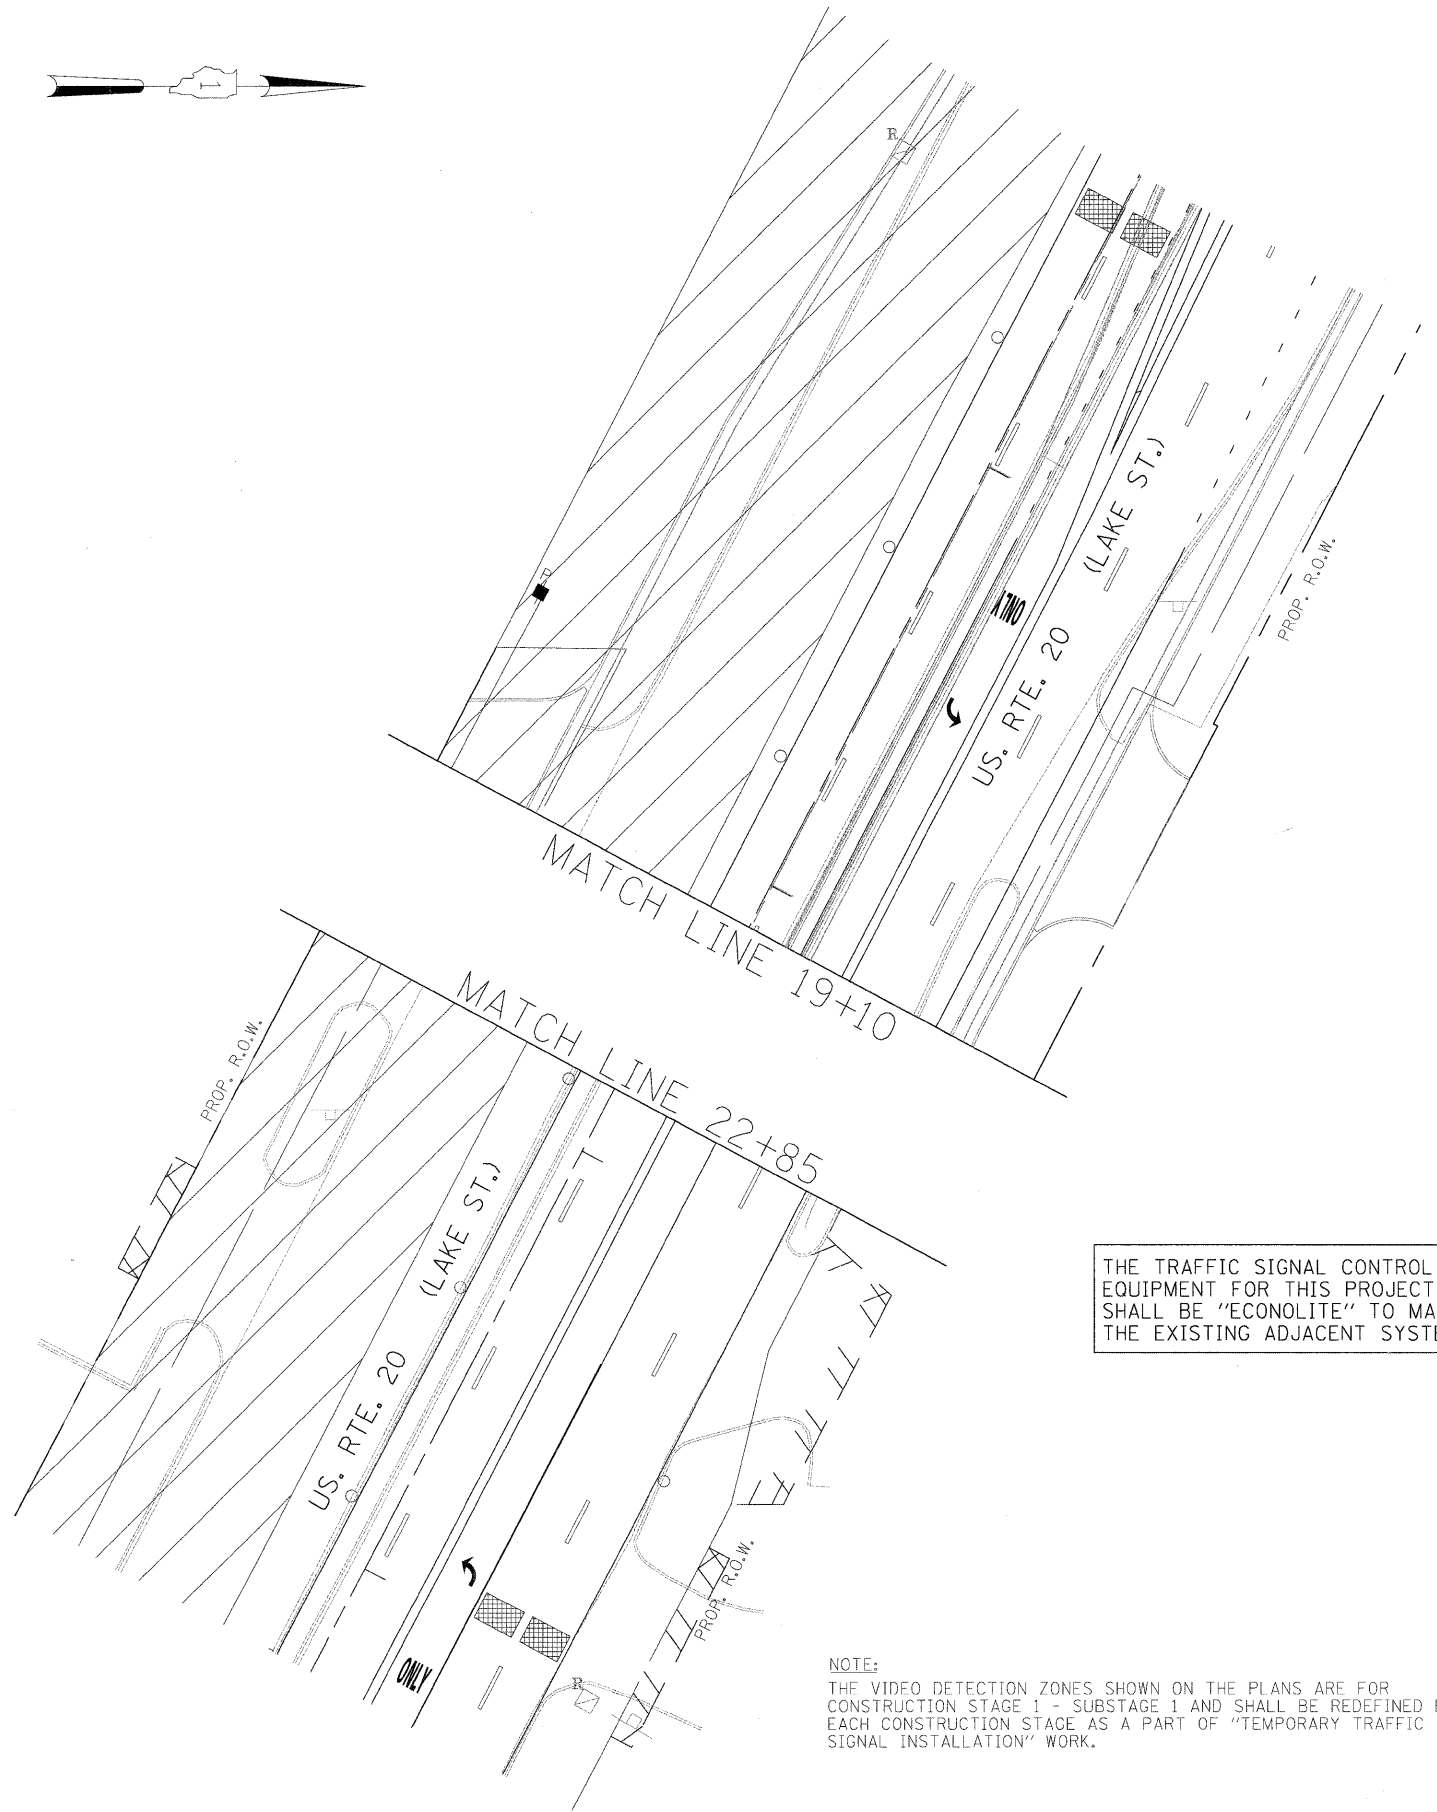 R
P
ONLY
US. RTE. 20 (LAKE ST.)
PROP. R.O.W.
MATCH LINE 19+10
MATCH LINE 22+85
PROP. R.O.W.
US. RTE. 20 (LAKE ST.)
THE TRAFFIC SIGNAL CONTROL
EQUIPMENT FOR THIS PROJECT
SHALL BE "ECONOLITE" TO MA
THE EXISTING ADJACENT SYSTE
PROP. R.O.W.
ONLY
R
NOTE:
THE VIDEO DETECTION ZONES SHOWN ON THE PLANS ARE FOR
CONSTRUCTION STAGE 1 - SUBSTAGE 1 AND SHALL BE REDEFINED
EACH CONSTRUCTION STAGE AS A PART OF "TEMPORARY TRAFFIC
SIGNAL INSTALLATION" WORK.